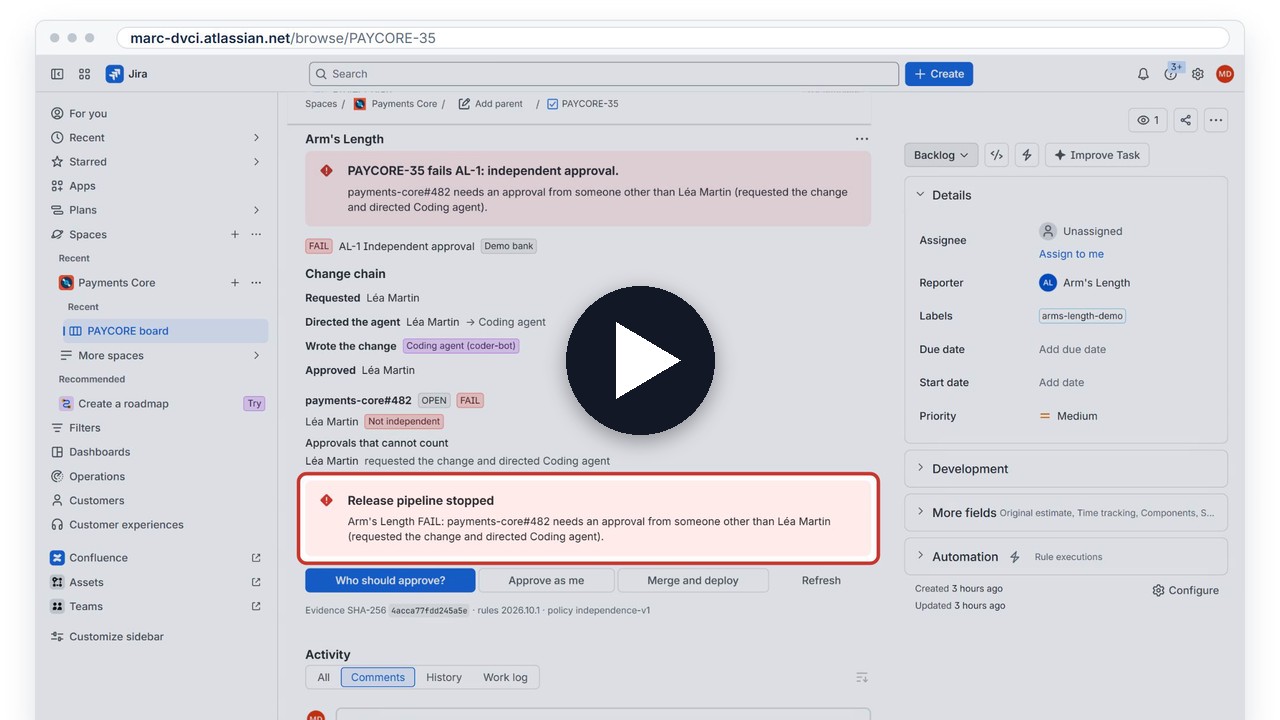 marc-dvci.atlassian.net/browse/PAYCORE-35
Jira
Search
+ Create
3+
MD
For you
Recent
Starred
Apps
Plans
Spaces
Recent
Payments Core
Recent
PAYCORE board
More spaces
Recommended
Create a roadmap Try
Filters
Dashboards
Operations
Customers
Customer experiences
Confluence
Assets
Teams
Customize sidebar
Spaces / Payments Core / Add parent / PAYCORE-35
Arm's Length
PAYCORE-35 fails AL-1: independent approval.
payments-core#482 needs an approval from someone other than Léa Martin (requested the change
and directed Coding agent).
FAIL AL-1 Independent approval Demo bank
Change chain
Requested Léa Martin
Directed the agent Léa Martin → Coding agent
Wrote the change Coding agent (coder-bot)
Approved Léa Martin
payments-core#482 OPEN FAIL
Léa Martin Not independent
Approvals that cannot count
Léa Martin requested the change and directed Coding agent
Release pipeline stopped
Arm's Length FAIL: payments-core#482 needs an approval from someone other than Léa Martin
(requested the change and directed Coding agent).
Who should approve? Approve as me Merge and deploy Refresh
Evidence SHA-256 4acca77fdd245a5e · rules 2026.10.1 · policy independence-v1
Activity
All Comments History Work log
MD
1
Backlog
Improve Task
Details
Assignee Unassigned
Assign to me
Reporter AL Arm's Length
Labels arms-length-demo
Due date Add due date
Start date Add date
Priority Medium
Development
More fields Original estimate, Time tracking, Components, S...
Automation Rule executions
Created 3 hours ago
Updated 3 hours ago
Configure